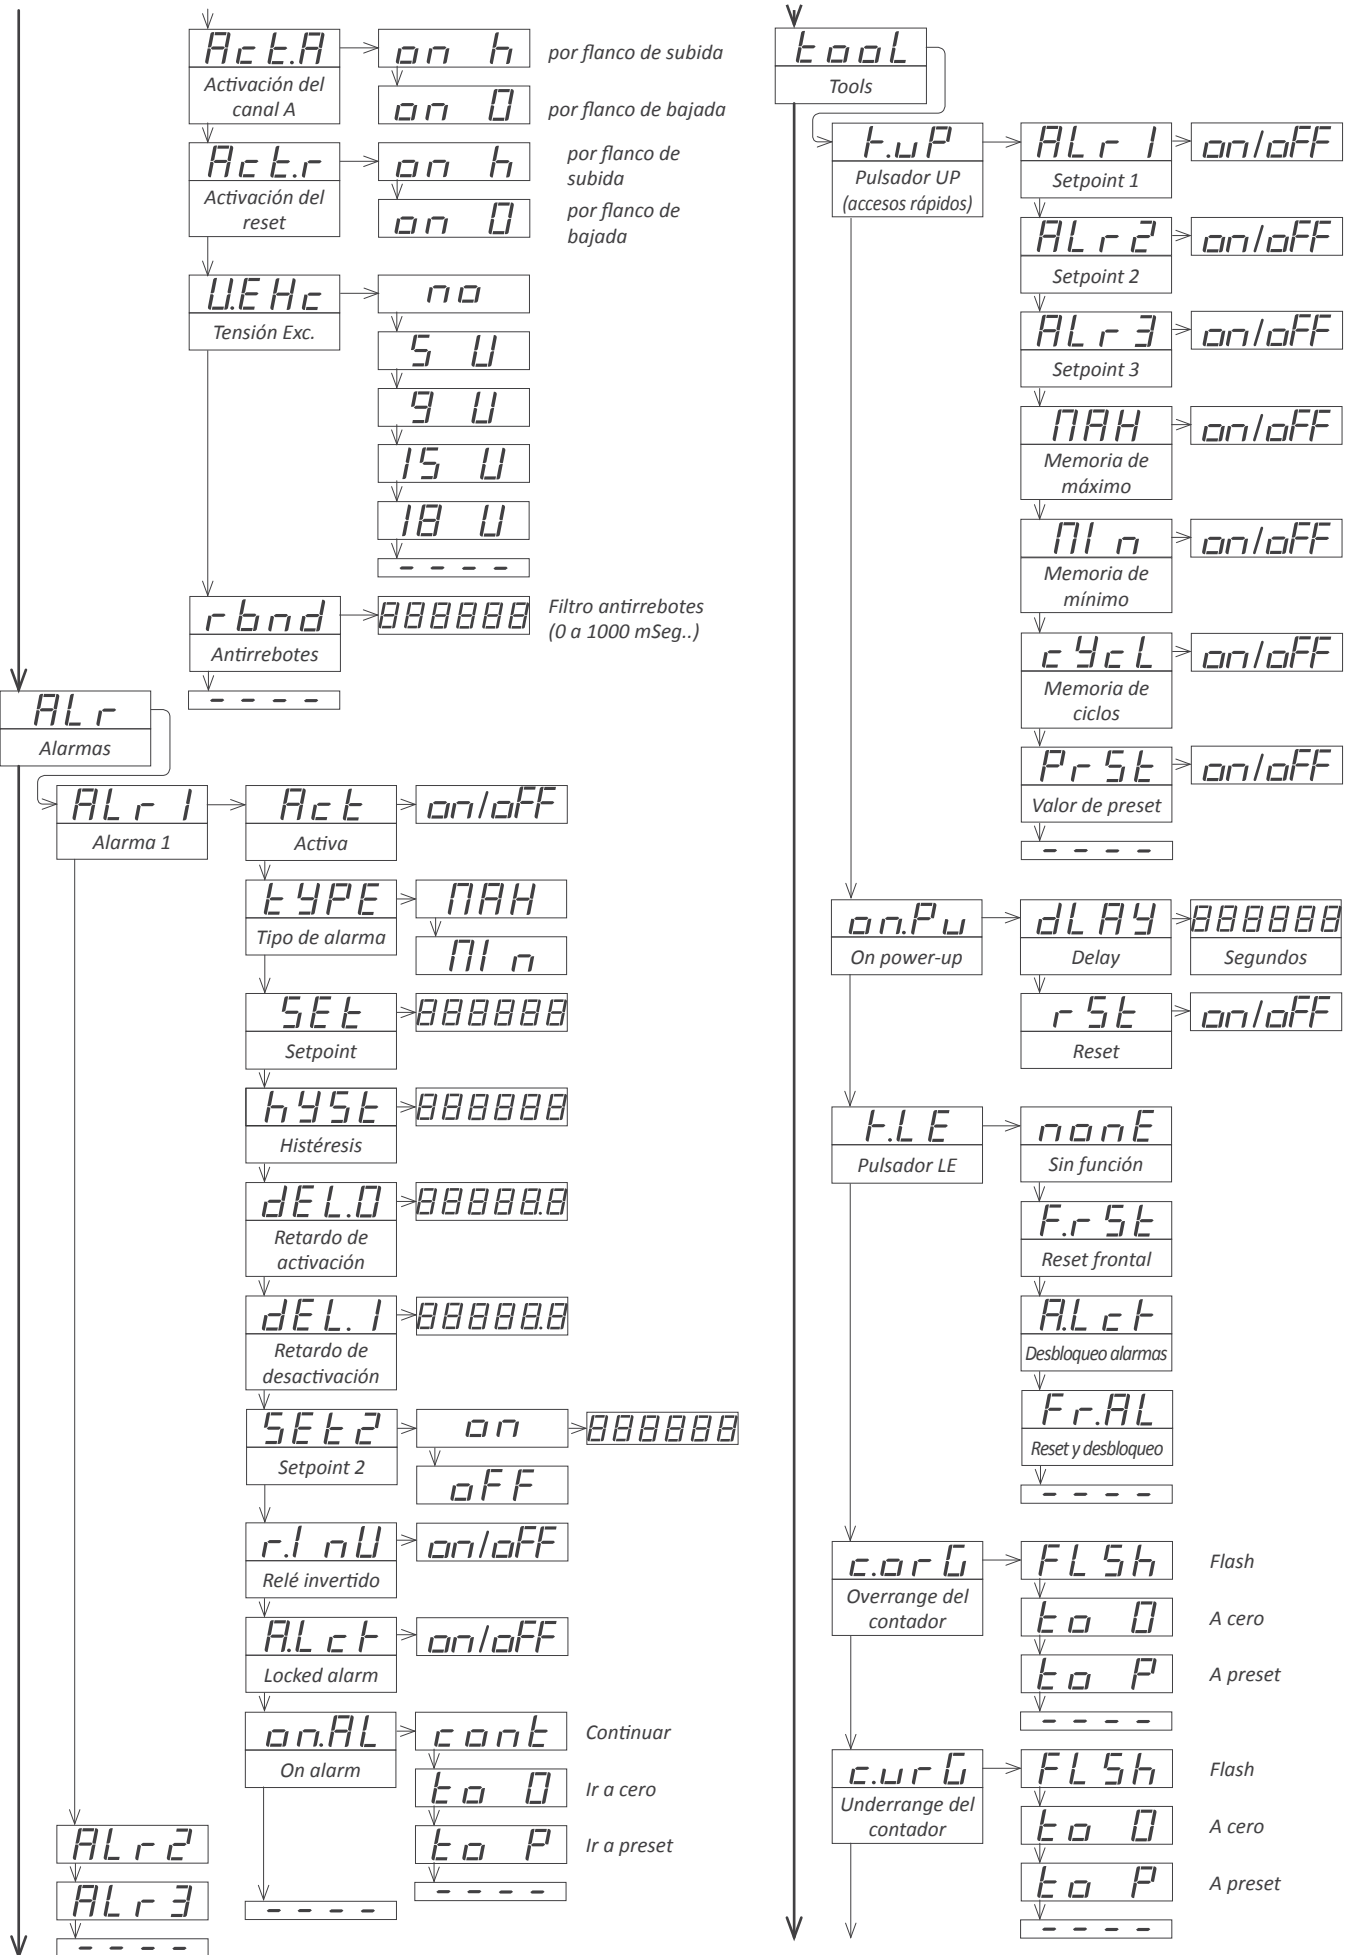 Act.A
Activación del
canal A
on h
por flanco de subida
on 0
por flanco de bajada
Act.r
Activación del
reset
on h
por flanco de
subida
on 0
por flanco de
bajada
V.EHc
Tensión Exc.
no
5 V
9 V
15 V
18 V
----
rbnd
Antirrebotes
888888
Filtro antirrebotes
(0 a 1000 mSeg..)
----
ALr
Alarmas
ALr1
Alarma 1
Act
Activa
on/oFF
tYPE
Tipo de alarma
MAH
MIn
SEt
Setpoint
888888
hYSt
Histéresis
888888
dEL.0
Retardo de
activación
88888.8
dEL.1
Retardo de
desactivación
88888.8
SEt2
Setpoint 2
on
888888
oFF
r.InV
Relé invertido
on/oFF
A.Lck
Locked alarm
on/oFF
on.AL
On alarm
cont
Continuar
to 0
Ir a cero
to P
Ir a preset
----
----
ALr2
ALr3
----
tooL
Tools
k.uP
Pulsador UP
(accesos rápidos)
ALr1
Setpoint 1
on/oFF
ALr2
Setpoint 2
on/oFF
ALr3
Setpoint 3
on/oFF
MAH
Memoria de
máximo
on/oFF
MIn
Memoria de
mínimo
on/oFF
cYcL
Memoria de
ciclos
on/oFF
PrSt
Valor de preset
on/oFF
----
on.Pu
On power-up
dLAY
Delay
888888
Segundos
rSt
Reset
on/oFF
k.LE
Pulsador LE
nonE
Sin función
F.rSt
Reset frontal
A.Lck
Desbloqueo alarmas
Fr.AL
Reset y desbloqueo
----
c.orG
Overrange del
contador
FLSh
Flash
to 0
A cero
to P
A preset
----
c.urG
Underrange del
contador
FLSh
Flash
to 0
A cero
to P
A preset
----